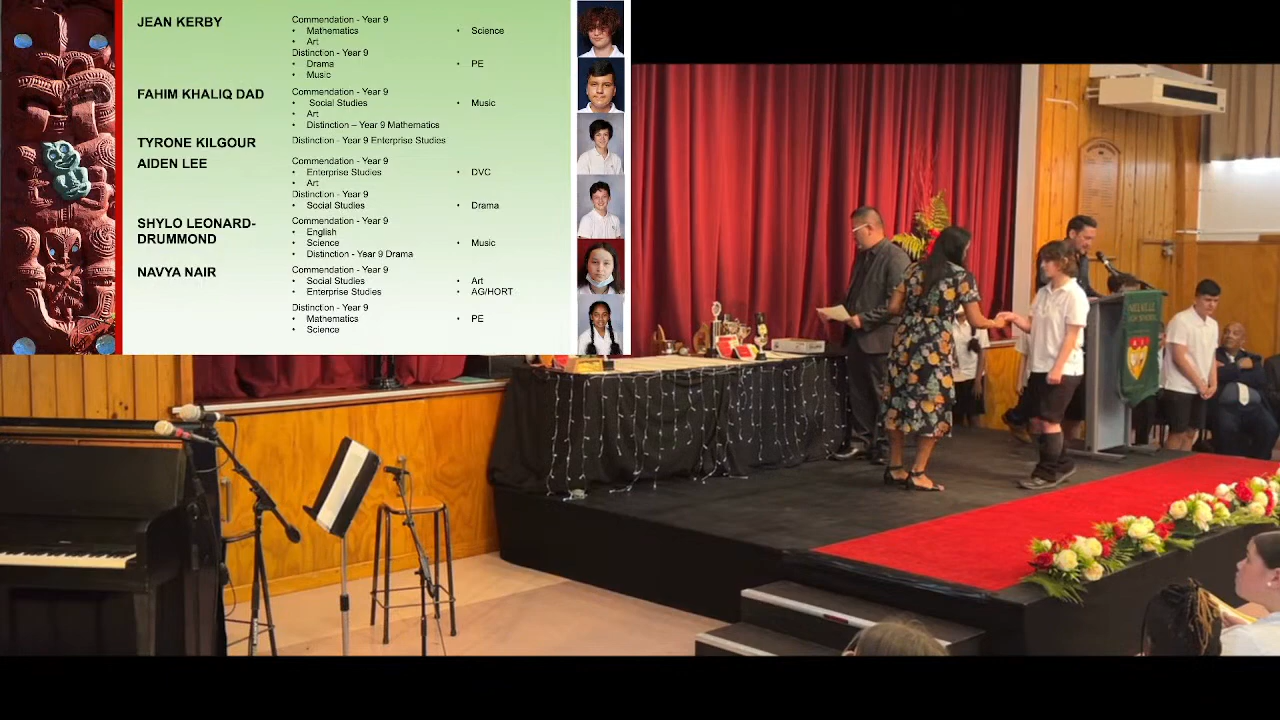 JEAN KERBY
Commendation - Year 9
• Mathematics • Science
• Art
Distinction - Year 9
• Drama • PE
• Music
FAHIM KHALIQ DAD
Commendation - Year 9
• Social Studies • Music
• Art
• Distinction – Year 9 Mathematics
TYRONE KILGOUR
Distinction - Year 9 Enterprise Studies
AIDEN LEE
Commendation - Year 9
• Enterprise Studies • DVC
• Art
Distinction - Year 9
• Social Studies • Drama
SHYLO LEONARD-
DRUMMOND
Commendation - Year 9
• English
• Science • Music
• Distinction - Year 9 Drama
NAVYA NAIR
Commendation - Year 9
• Social Studies • Art
• Enterprise Studies • AG/HORT
Distinction - Year 9
• Mathematics • PE
• Science
MELVILLE
HIGH SCHOOL